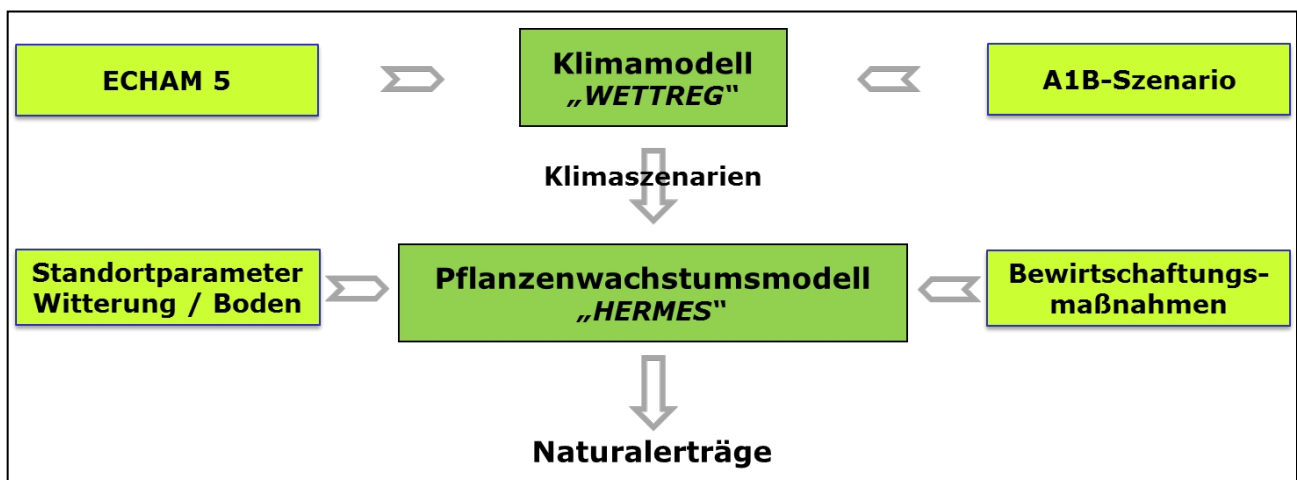 ECHAM 5
Klimamodell
„WETTREG“
A1B-Szenario
Klimaszenarien
Standortparameter
Witterung / Boden
Pflanzenwachstumsmodell
„HERMES“
Bewirtschaftungs-
maßnahmen
Naturalerträge